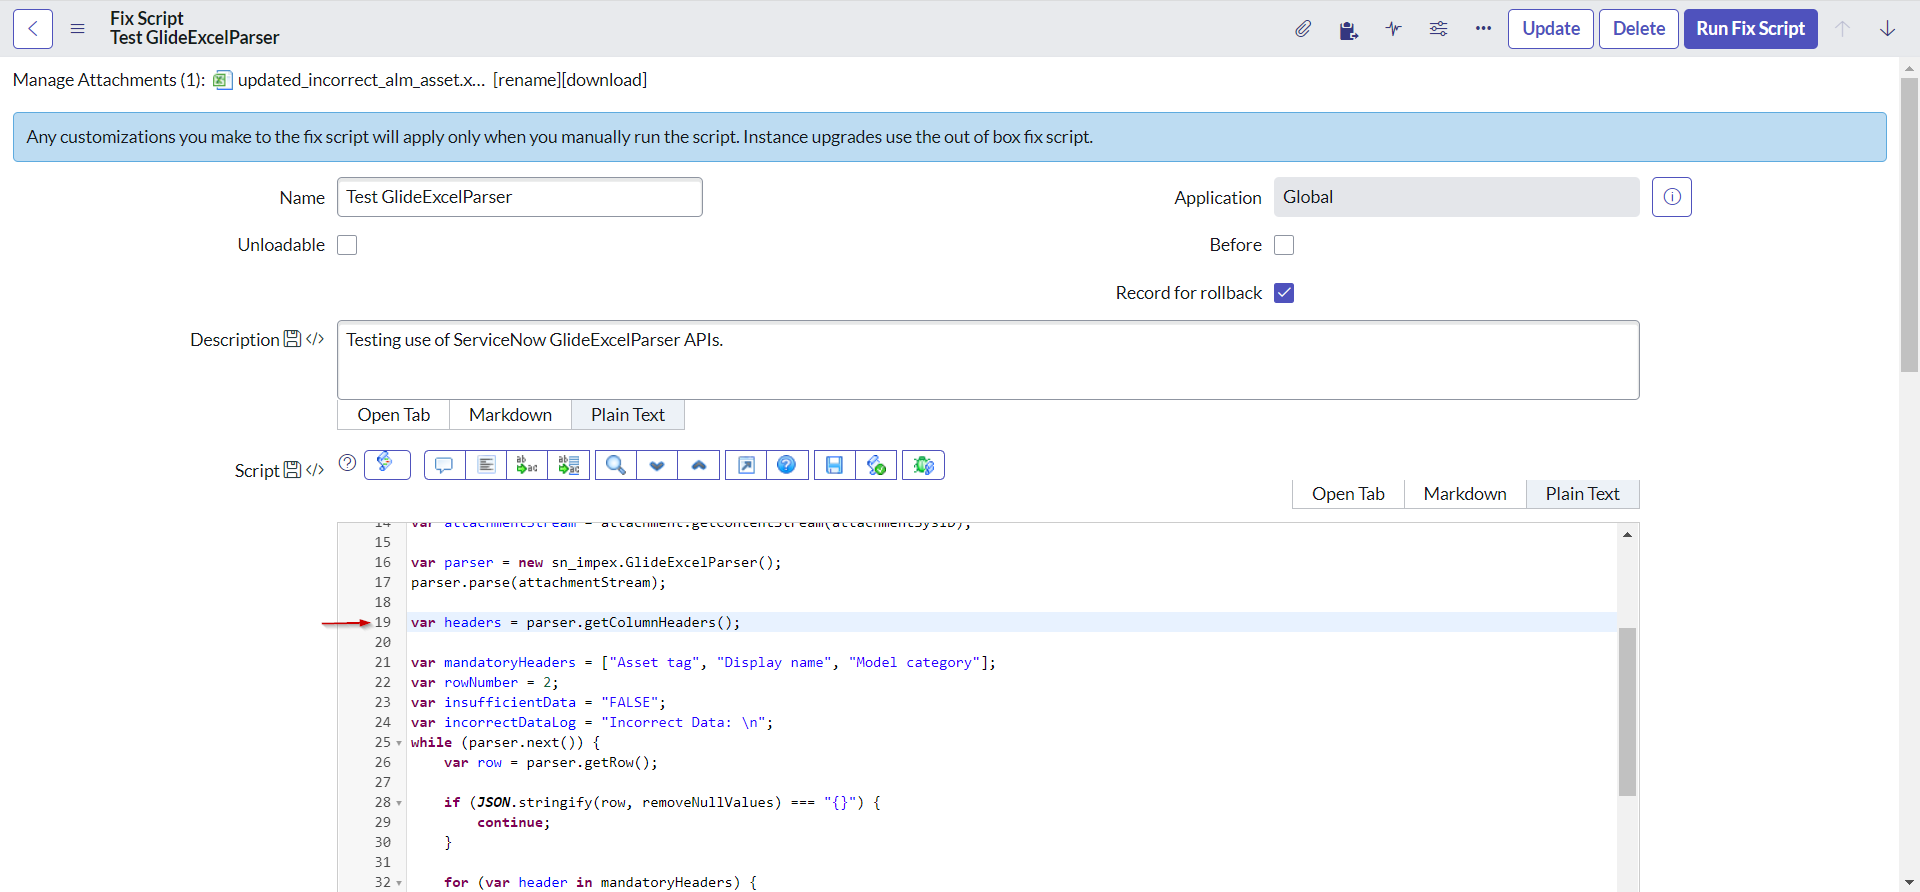 Fix Script
Test GlideExcelParser
Update
Delete
Run Fix Script
Manage Attachments (1): updated_incorrect_alm_asset.x... [rename][download]
Any customizations you make to the fix script will apply only when you manually run the script. Instance upgrades use the out of box fix script.
Name Test GlideExcelParser
Application Global
Unloadable
Before
Record for rollback
Description </> Testing use of ServiceNow GlideExcelParser APIs.
Open Tab Markdown Plain Text
Script </>
Open Tab Markdown Plain Text
14 var attachmentStream = attachment.getContentStream(attachmentSysID);
15
16 var parser = new sn_impex.GlideExcelParser();
17 parser.parse(attachmentStream);
18
19 var headers = parser.getColumnHeaders();
20
21 var mandatoryHeaders = ["Asset tag", "Display name", "Model category"];
22 var rowNumber = 2;
23 var insufficientData = "FALSE";
24 var incorrectDataLog = "Incorrect Data: \n";
25 while (parser.next()) {
26 var row = parser.getRow();
27
28 if (JSON.stringify(row, removeNullValues) === "{}") {
29 continue;
30 }
31
32 for (var header in mandatoryHeaders) {